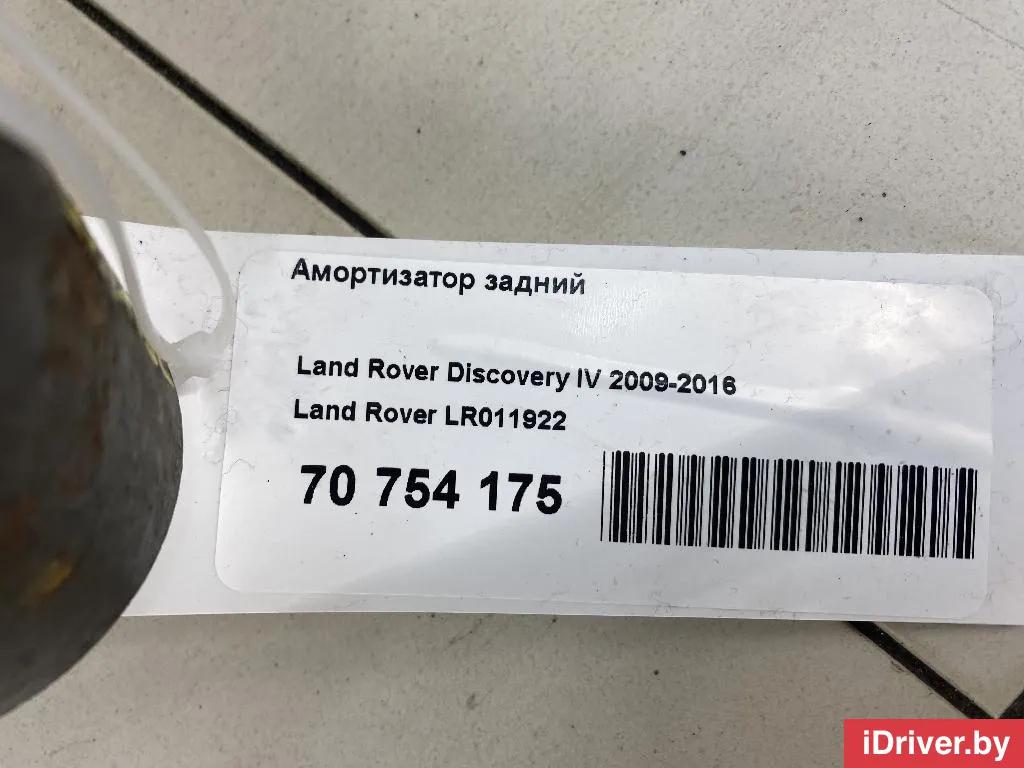 Амортизатор задний
Land Rover Discovery IV 2009-2016
Land Rover LR011922
70 754 175
iDriver.by